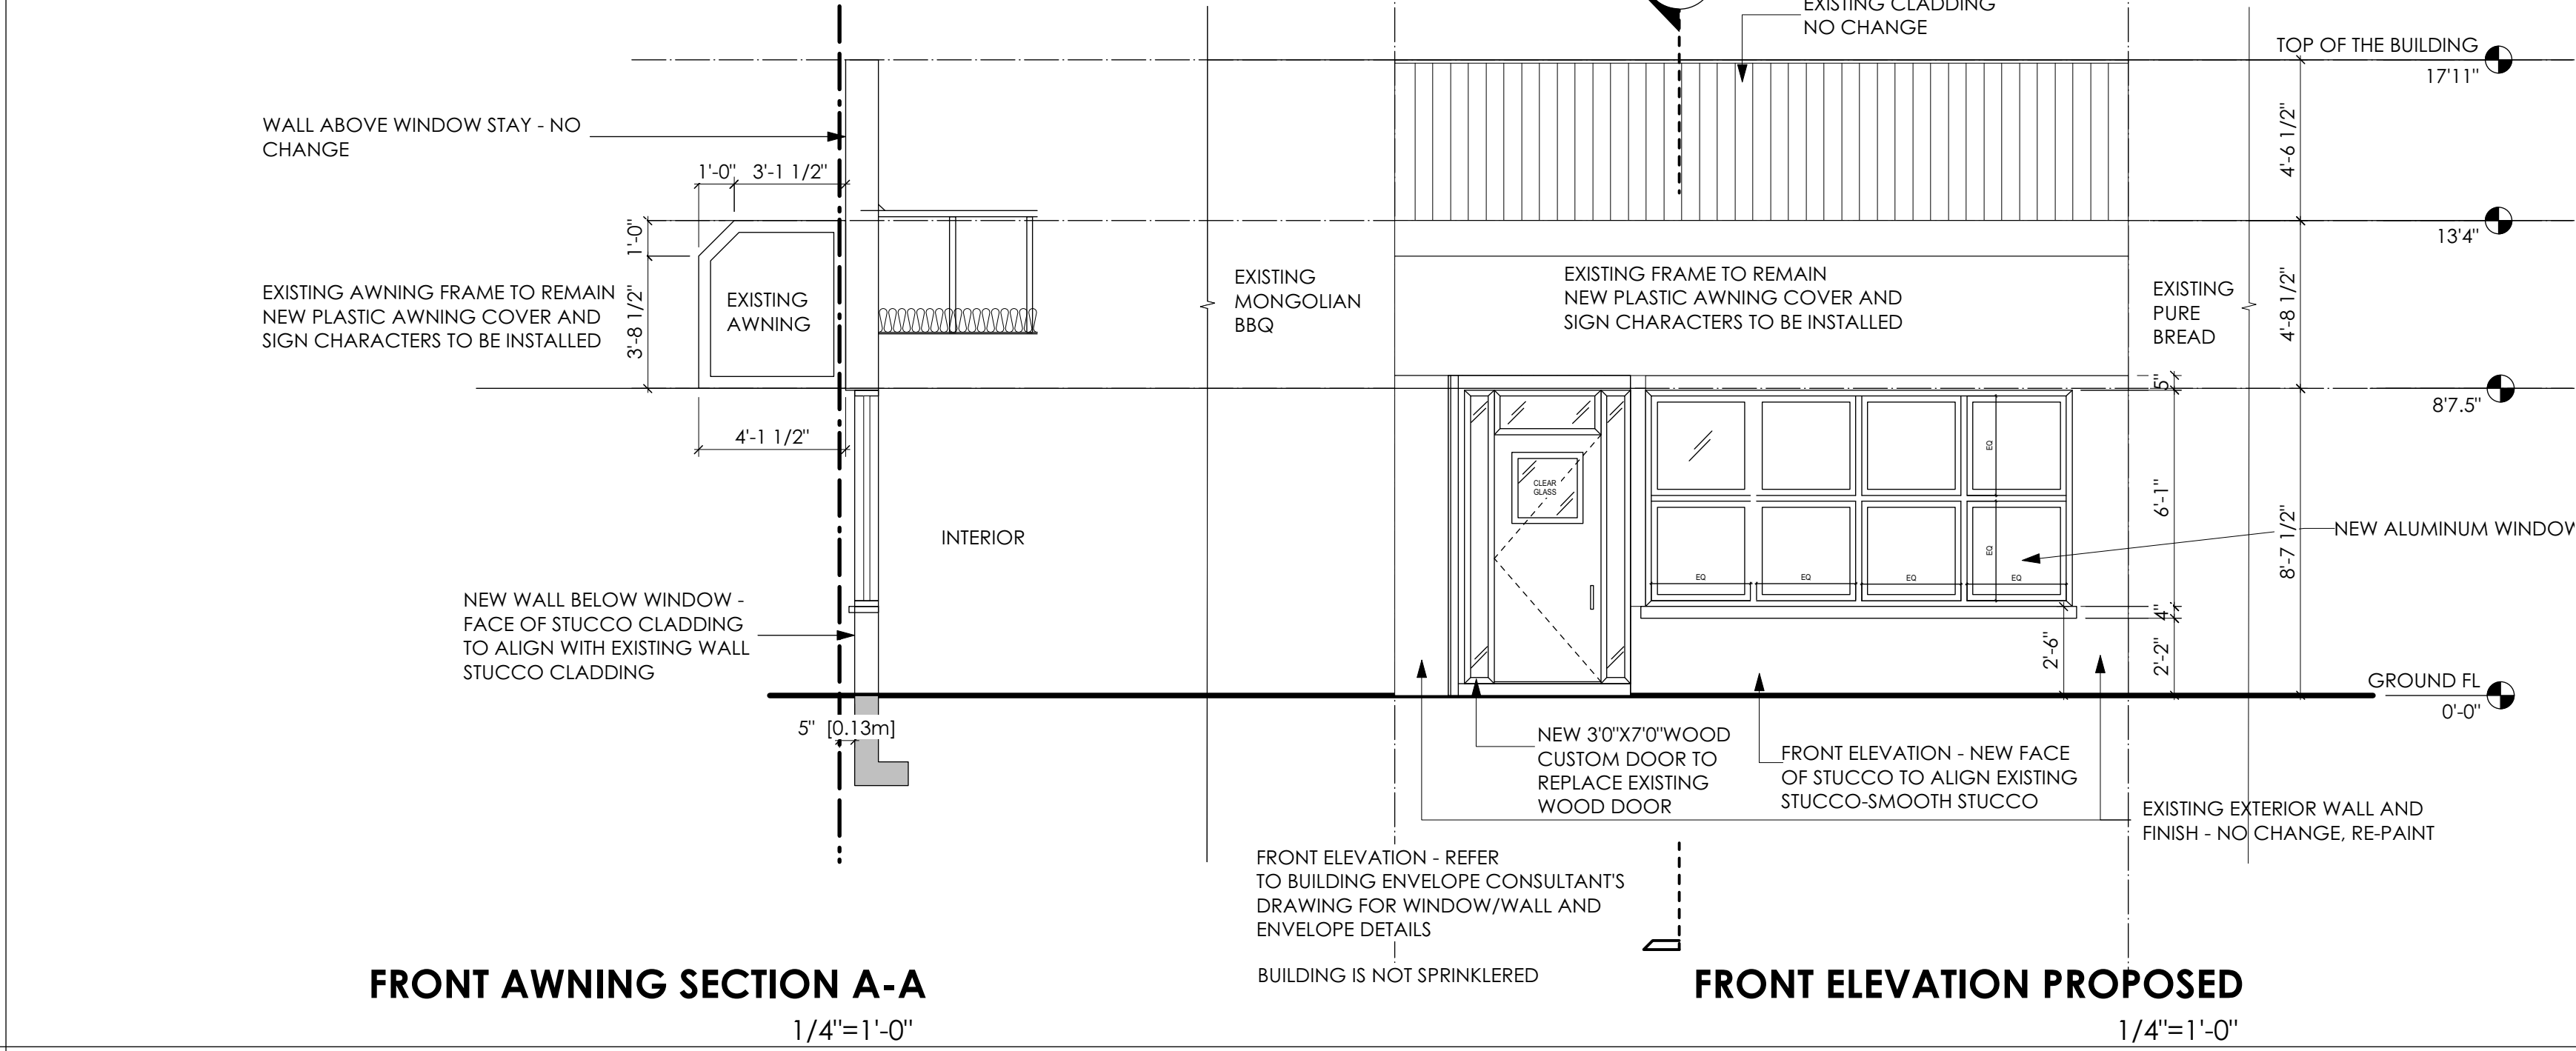 EXISTING CLADDING
NO CHANGE
TOP OF THE BUILDING
17'11"
4'-6 1/2"
WALL ABOVE WINDOW STAY - NO
CHANGE
1'-0"
3'-1 1/2"
1'-0"
3'-8 1/2"
EXISTING AWNING FRAME TO REMAIN
NEW PLASTIC AWNING COVER AND
SIGN CHARACTERS TO BE INSTALLED
EXISTING
AWNING
4'-1 1/2"
EXISTING
MONGOLIAN
BBQ
EXISTING FRAME TO REMAIN
NEW PLASTIC AWNING COVER AND
SIGN CHARACTERS TO BE INSTALLED
EXISTING
PURE
BREAD
13'4"
4'-8 1/2"
8'7.5"
5"
6'-1"
8'-7 1/2"
4"
2'-2"
2'-6"
CLEAR
GLASS
EQ
EQ
EQ
EQ
EQ
EQ
NEW ALUMINUM WINDOW
INTERIOR
NEW WALL BELOW WINDOW -
FACE OF STUCCO CLADDING
TO ALIGN WITH EXISTING WALL
STUCCO CLADDING
GROUND FL
0'-0"
5" [0.13m]
NEW 3'0"X7'0"WOOD
CUSTOM DOOR TO
REPLACE EXISTING
WOOD DOOR
FRONT ELEVATION - NEW FACE
OF STUCCO TO ALIGN EXISTING
STUCCO-SMOOTH STUCCO
EXISTING EXTERIOR WALL AND
FINISH - NO CHANGE, RE-PAINT
FRONT ELEVATION - REFER
TO BUILDING ENVELOPE CONSULTANT'S
DRAWING FOR WINDOW/WALL AND
ENVELOPE DETAILS
BUILDING IS NOT SPRINKLERED
FRONT AWNING SECTION A-A
1/4"=1'-0"
FRONT ELEVATION PROPOSED
1/4"=1'-0"